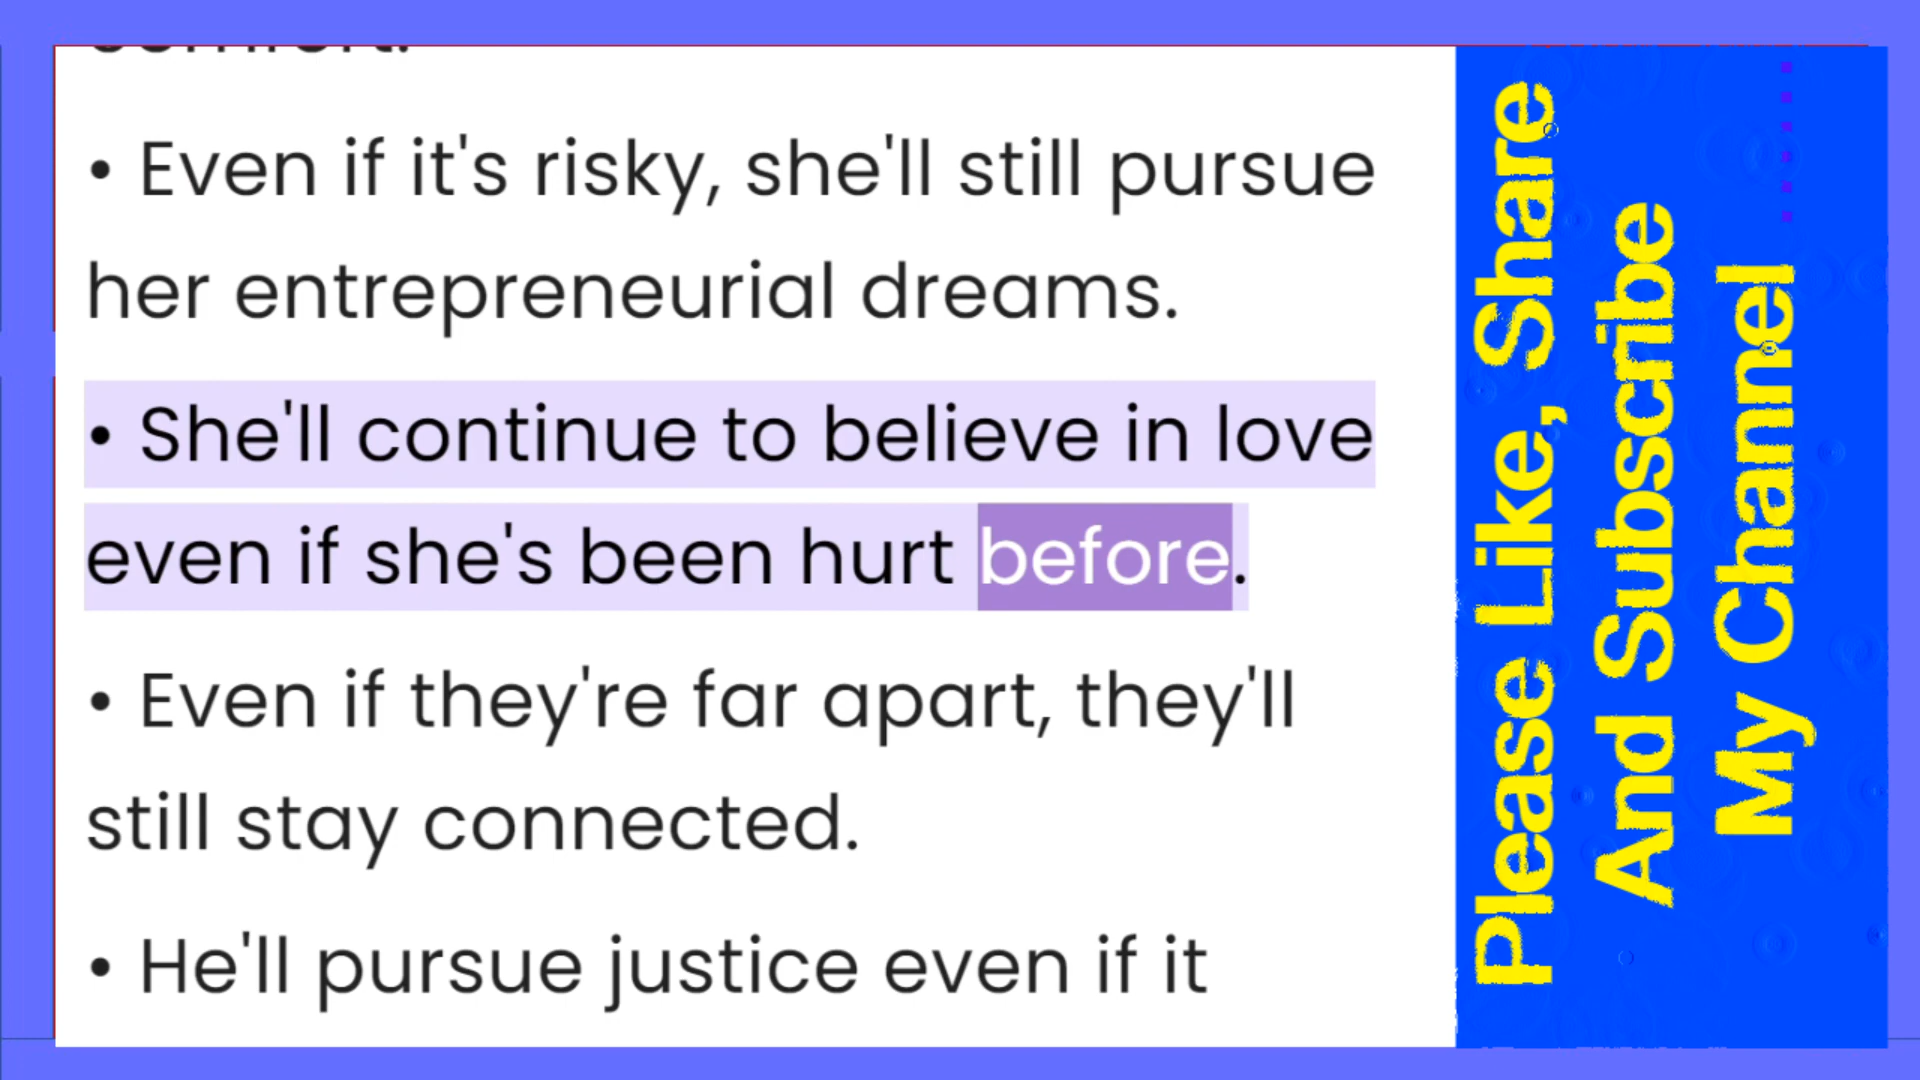 • Even if it's risky, she'll still pursue
her entrepreneurial dreams.
• She'll continue to believe in love
even if she's been hurt before.
• Even if they're far apart, they'll
still stay connected.
• He'll pursue justice even if it
Please Like, Share
And Subscribe
My Channel